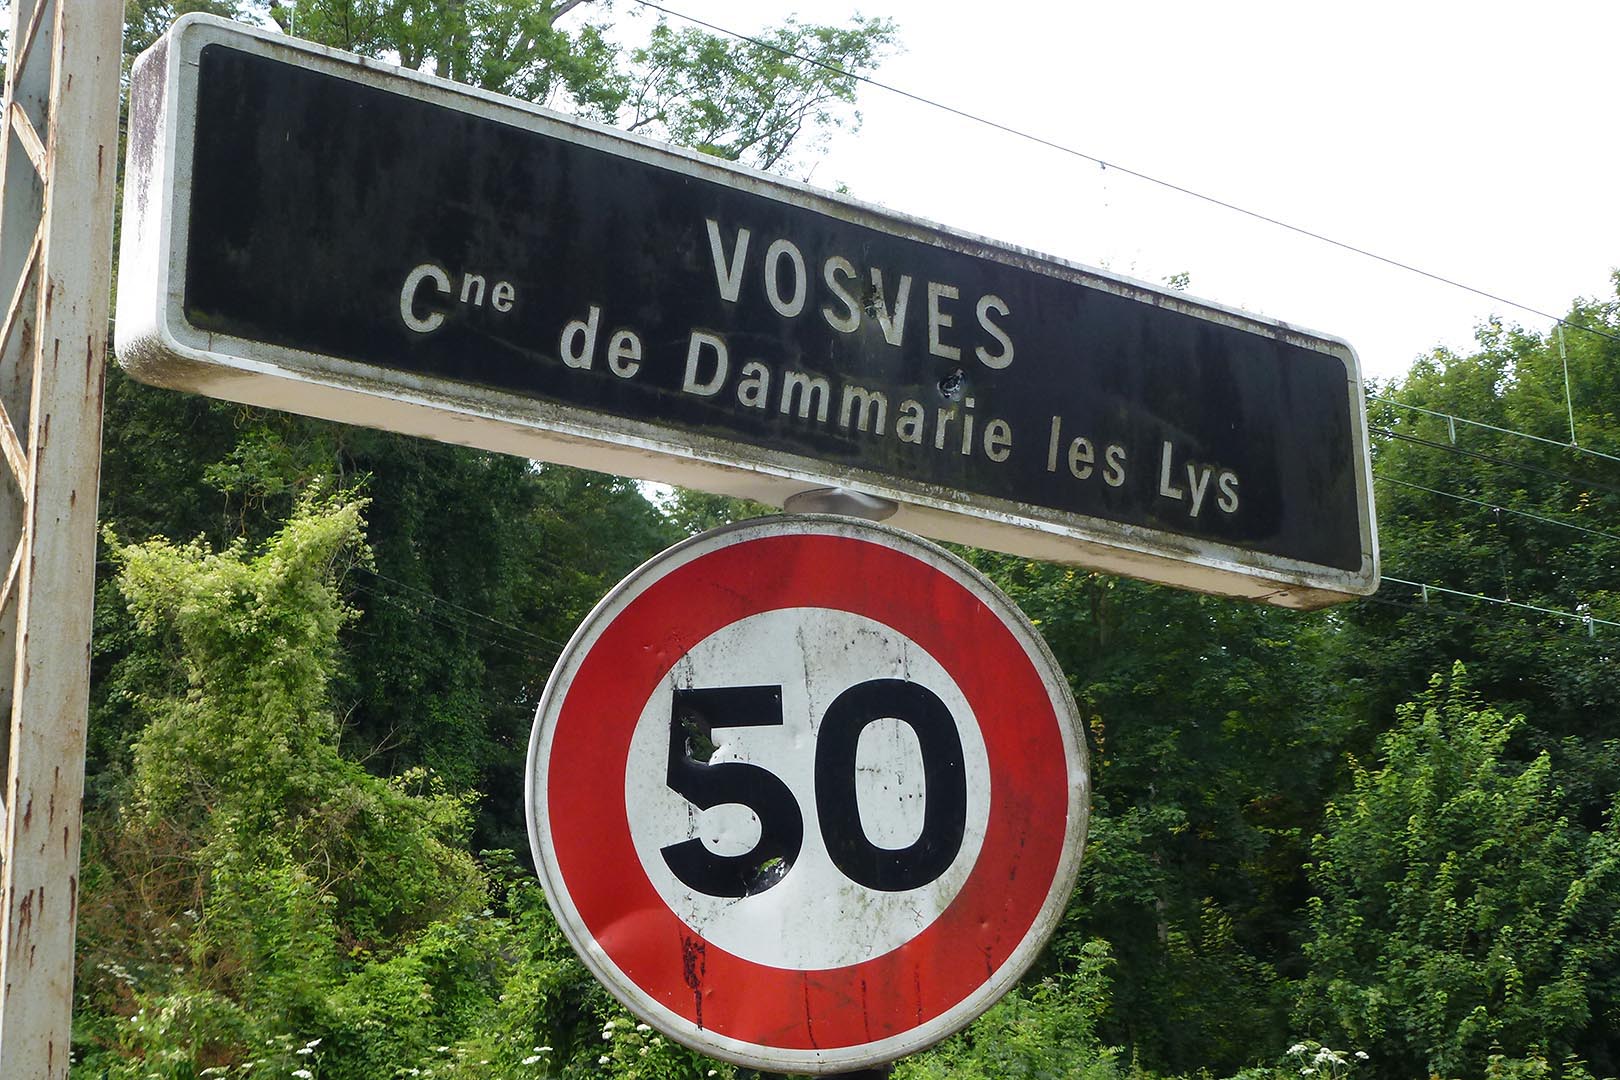 VOSVES
Cne de Dammarie les Lys
50